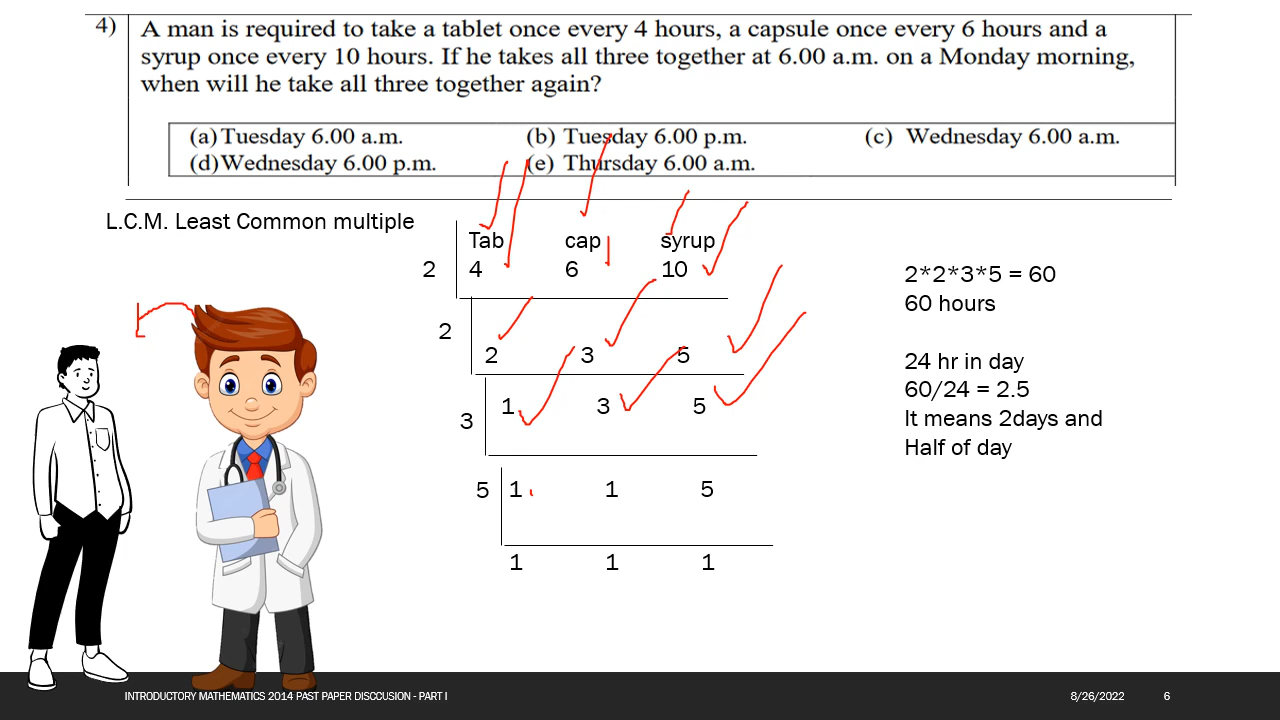 4) A man is required to take a tablet once every 4 hours, a capsule once every 6 hours and a
syrup once every 10 hours. If he takes all three together at 6.00 a.m. on a Monday morning,
when will he take all three together again?
(a) Tuesday 6.00 a.m. (b) Tuesday 6.00 p.m. (c) Wednesday 6.00 a.m.
(d) Wednesday 6.00 p.m. (e) Thursday 6.00 a.m.
L.C.M. Least Common multiple
Tab cap syrup
2 4 6 10
2 2 3 5
3 1 3 5
5 1 1 5
1 1 1
2*2*3*5 = 60
60 hours
24 hr in day
60/24 = 2.5
It means 2days and
Half of day
INTRODUCTORY MATHEMATICS 2014 PAST PAPER DISCCUSION - PART I 8/26/2022 6